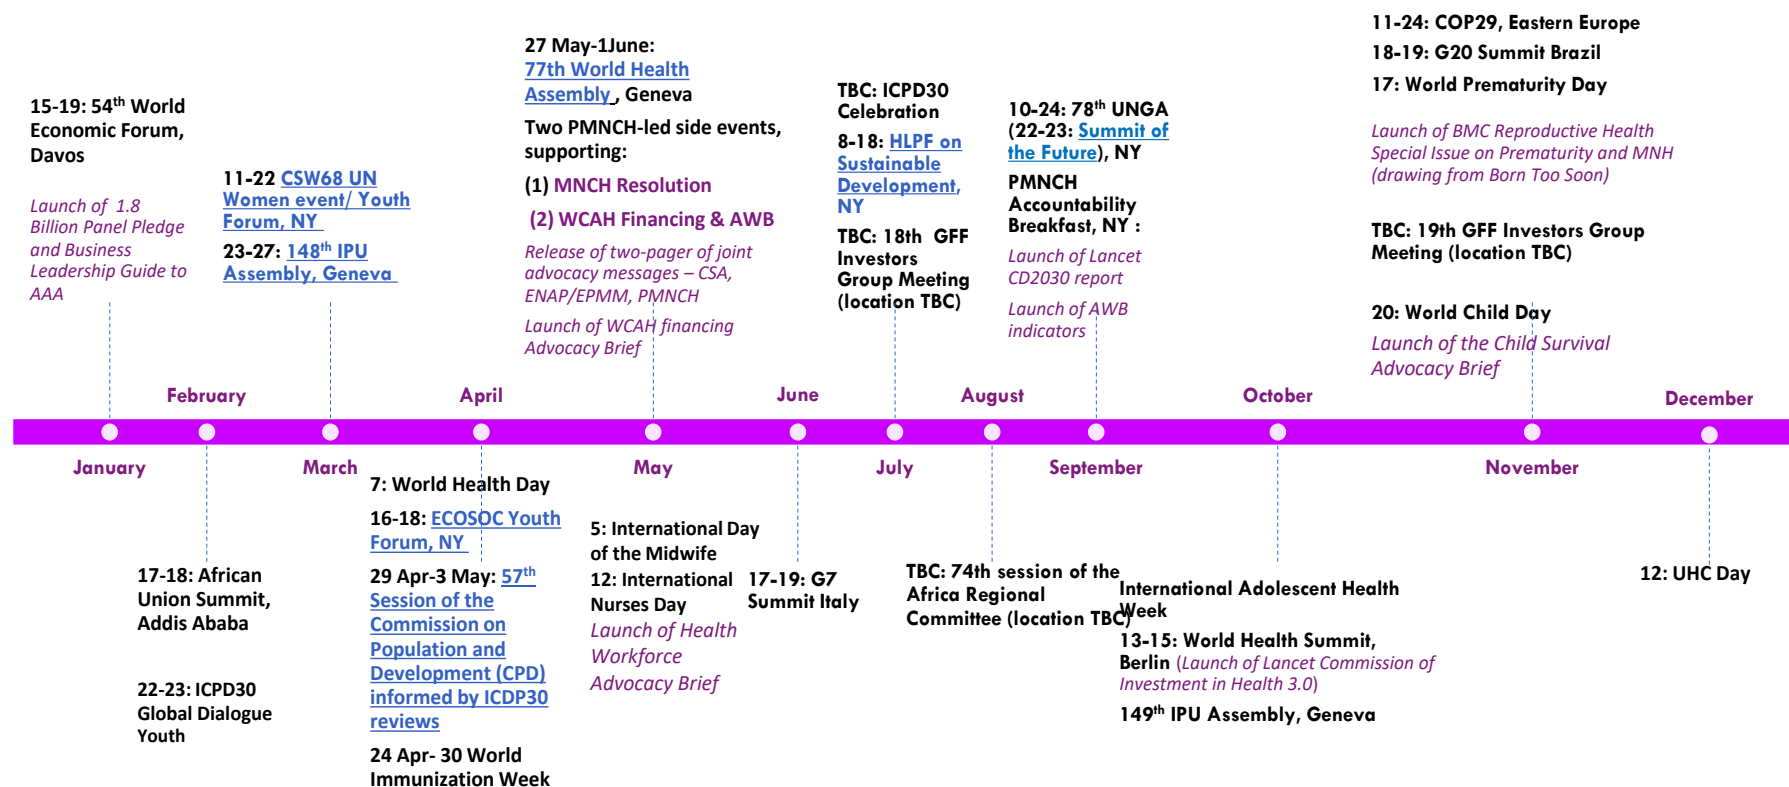 15-19: 54th World
Economic Forum,
Davos
Launch of 1.8
Billion Panel Pledge
and Business
Leadership Guide to
AAA
11-22 CSW68 UN
Women event/ Youth
Forum, NY
23-27: 148th IPU
Assembly, Geneva
27 May-1June:
77th World Health
Assembly , Geneva
Two PMNCH-led side events,
supporting:
(1) MNCH Resolution
(2) WCAH Financing & AWB
Release of two-pager of joint
advocacy messages – CSA,
ENAP/EPMM, PMNCH
Launch of WCAH financing
Advocacy Brief
TBC: ICPD30
Celebration
8-18: HLPF on
Sustainable
Development,
NY
TBC: 18th GFF
Investors
Group Meeting
(location TBC)
10-24: 78th UNGA
(22-23: Summit of
the Future), NY
PMNCH
Accountability
Breakfast, NY :
Launch of Lancet
CD2030 report
Launch of AWB
indicators
11-24: COP29, Eastern Europe
18-19: G20 Summit Brazil
17: World Prematurity Day
Launch of BMC Reproductive Health
Special Issue on Prematurity and MNH
(drawing from Born Too Soon)
TBC: 19th GFF Investors Group
Meeting (location TBC)
20: World Child Day
Launch of the Child Survival
Advocacy Brief
February
April
June
August
October
December
January
March
May
July
September
November
17-18: African
Union Summit,
Addis Ababa
22-23: ICPD30
Global Dialogue
Youth
7: World Health Day
16-18: ECOSOC Youth
Forum, NY
29 Apr-3 May: 57th
Session of the
Commission on
Population and
Development (CPD)
informed by ICDP30
reviews
24 Apr- 30 World
Immunization Week
5: International Day
of the Midwife
12: International
Nurses Day
Launch of Health
Workforce
Advocacy Brief
17-19: G7
Summit Italy
TBC: 74th session of the
Africa Regional
Committee (location TBC)
International Adolescent Health
Week
13-15: World Health Summit,
Berlin (Launch of Lancet Commission of
Investment in Health 3.0)
149th IPU Assembly, Geneva
12: UHC Day